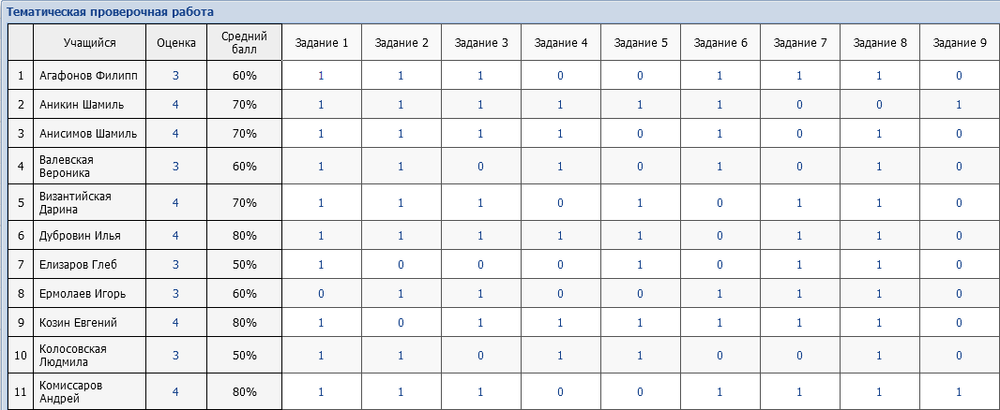 Тематическая проверочная работа
Учащийся Оценка Средний балл Задание 1 Задание 2 Задание 3 Задание 4 Задание 5 Задание 6 Задание 7 Задание 8 Задание 9
1 Агафонов Филипп 3 60% 1 1 1 0 0 1 1 1 0
2 Аникин Шамиль 4 70% 1 1 1 1 1 1 0 0 1
3 Анисимов Шамиль 4 70% 1 1 1 1 0 1 0 1 0
4 Валевская Вероника 3 60% 1 1 0 1 0 1 0 1 0
5 Византийская Дарина 4 70% 1 1 1 0 1 0 1 1 0
6 Дубровин Илья 4 80% 1 1 1 1 1 0 1 1 0
7 Елизаров Глеб 3 50% 1 0 0 0 1 0 1 1 0
8 Ермолаев Игорь 3 60% 0 1 1 0 0 1 1 1 0
9 Козин Евгений 4 80% 1 0 1 1 1 1 1 1 0
10 Колосовская Людмила 3 50% 1 1 0 1 1 0 0 1 0
11 Комиссаров Андрей 4 80% 1 1 1 0 0 1 1 1 1